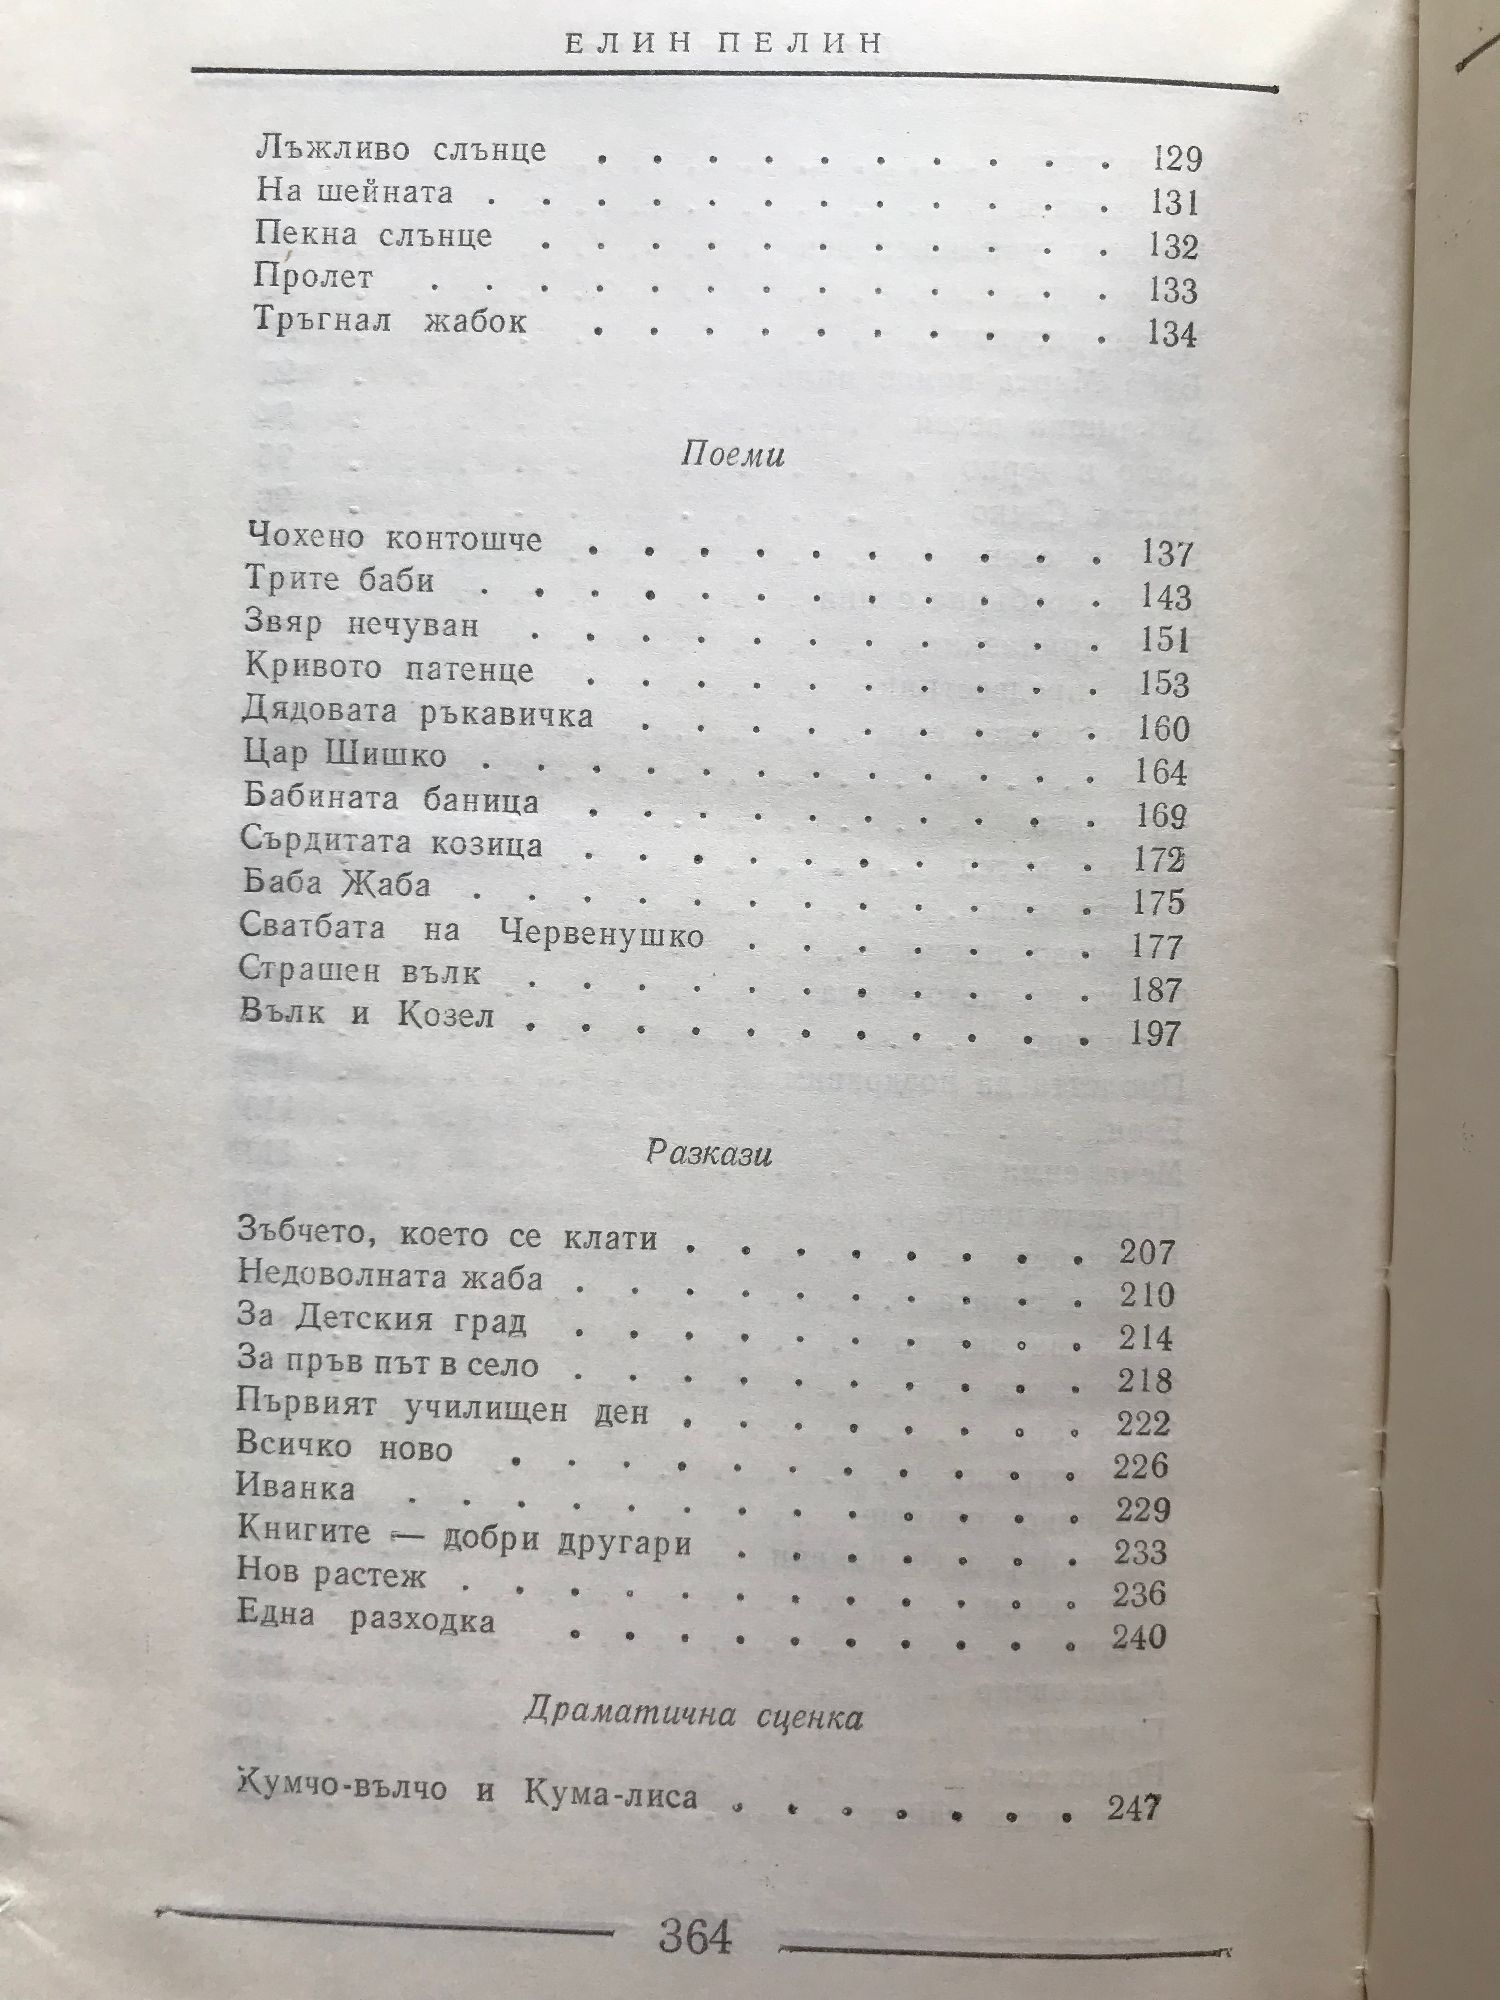 ЕЛИН ПЕЛИН
Лъжливо слънце . . . . . . . . . . 129
На шейната . . . . . . . . . . . . 131
Пекна слънце . . . . . . . . . . . 132
Пролет . . . . . . . . . . . . . 133
Тръгнал жабок . . . . . . . . . . 134
Поеми
Чохено контошче . . . . . . . . . . 137
Трите баби . . . . . . . . . . . . 143
Звяр нечуван . . . . . . . . . . . 151
Кривото патенце . . . . . . . . . . 153
Дядовата ръкавичка . . . . . . . . . 160
Цар Шишко . . . . . . . . . . . . 164
Бабината баница . . . . . . . . . . 169
Сърдитата козица . . . . . . . . . . 172
Баба Жаба . . . . . . . . . . . . 175
Сватбата на Червенушко . . . . . . . 177
Страшен вълк . . . . . . . . . . . 187
Вълк и Козел . . . . . . . . . . . 197
Разкази
Зъбчето, което се клати . . . . . . . . 207
Недоволната жаба . . . . . . . . . . 210
За Детския град . . . . . . . . . . 214
За пръв път в село . . . . . . . . . . 218
Първият училищен ден . . . . . . . . 222
Всичко ново . . . . . . . . . . . 226
Иванка . . . . . . . . . . . . . 229
Книгите — добри другари . . . . . . . 233
Нов растеж . . . . . . . . . . . . 236
Една разходка . . . . . . . . . . 240
Драматична сценка
Кумчо-вълчо и Кума-лиса . . . . . . . 247
364